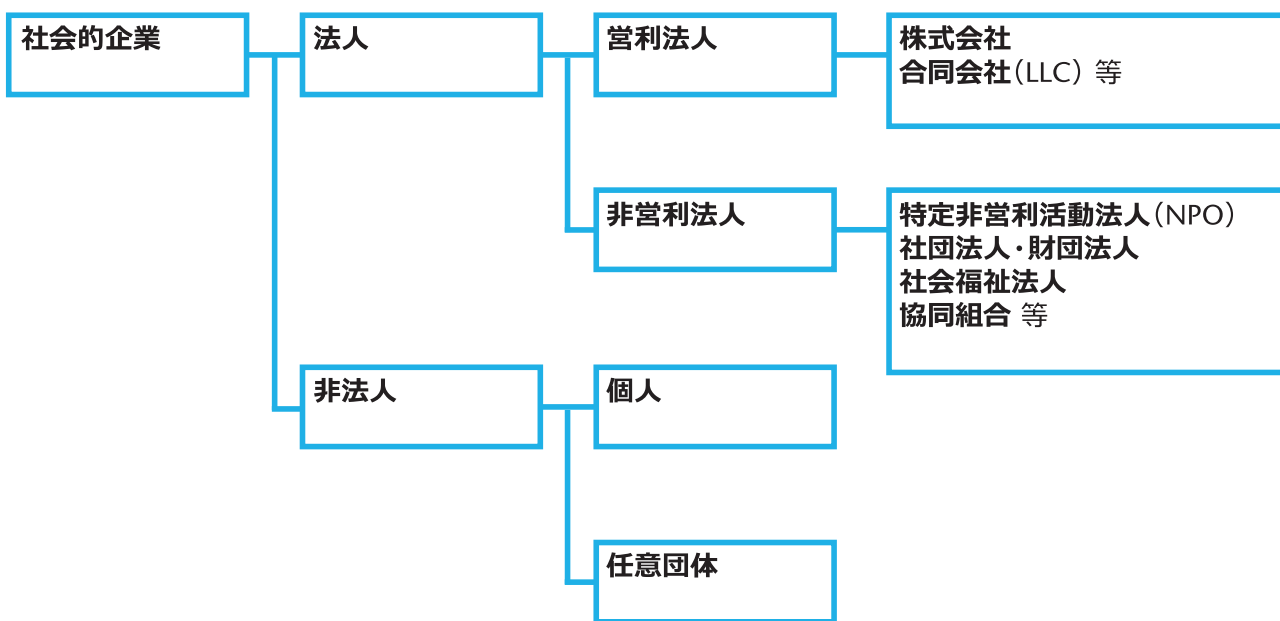 社会的企業
法人
営利法人
株式会社
合同会社（LLC）等
非営利法人
特定非営利活動法人（NPO）
社団法人・財団法人
社会福祉法人
協同組合 等
非法人
個人
任意団体